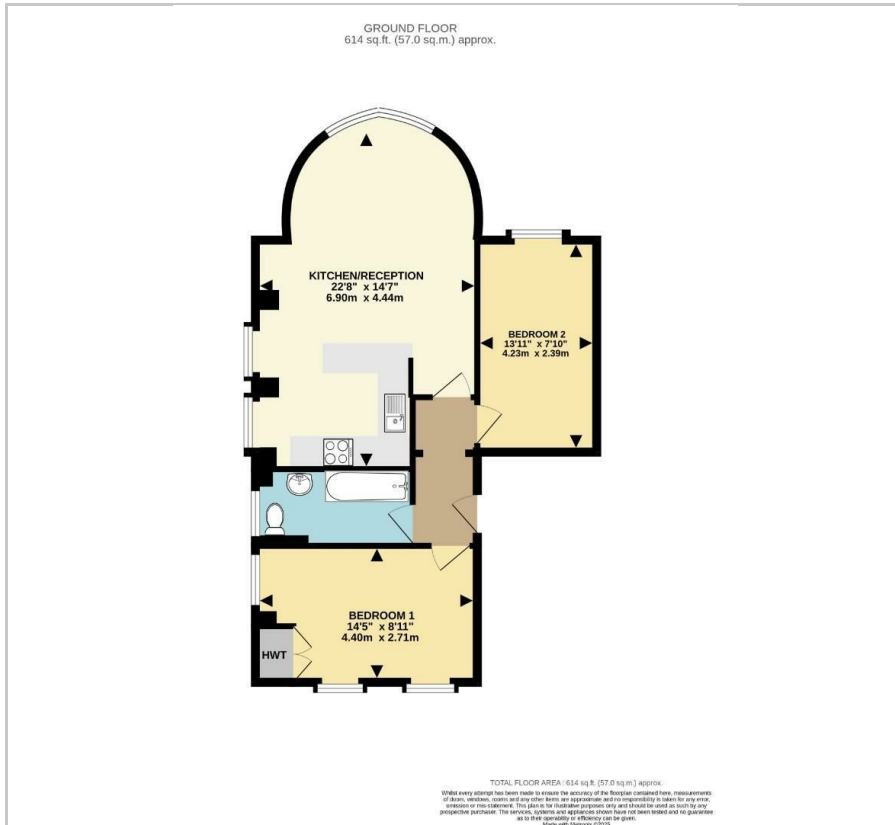 GROUND FLOOR
614 sq.ft. (57.0 sq.m.) approx.
KITCHEN/RECEPTION
22'8" x 14'7"
6.90m x 4.44m
BEDROOM 2
13'11" x 7'10"
4.23m x 2.39m
BEDROOM 1
14'5" x 8'11"
4.40m x 2.71m
HWT
TOTAL FLOOR AREA : 614 sq.ft. (57.0 sq.m.) approx.
Whilst every attempt has been made to ensure the accuracy of the floorplan contained here, measurements
of doors, windows, rooms and any other items are approximate and no responsibility is taken for any error,
omission or mis-statement. This plan is for illustrative purposes only and should be used as such by any
prospective purchaser. The services, systems and appliances shown have not been tested and no guarantee
as to their operability or efficiency can be given.
Made with Metropix ©2025